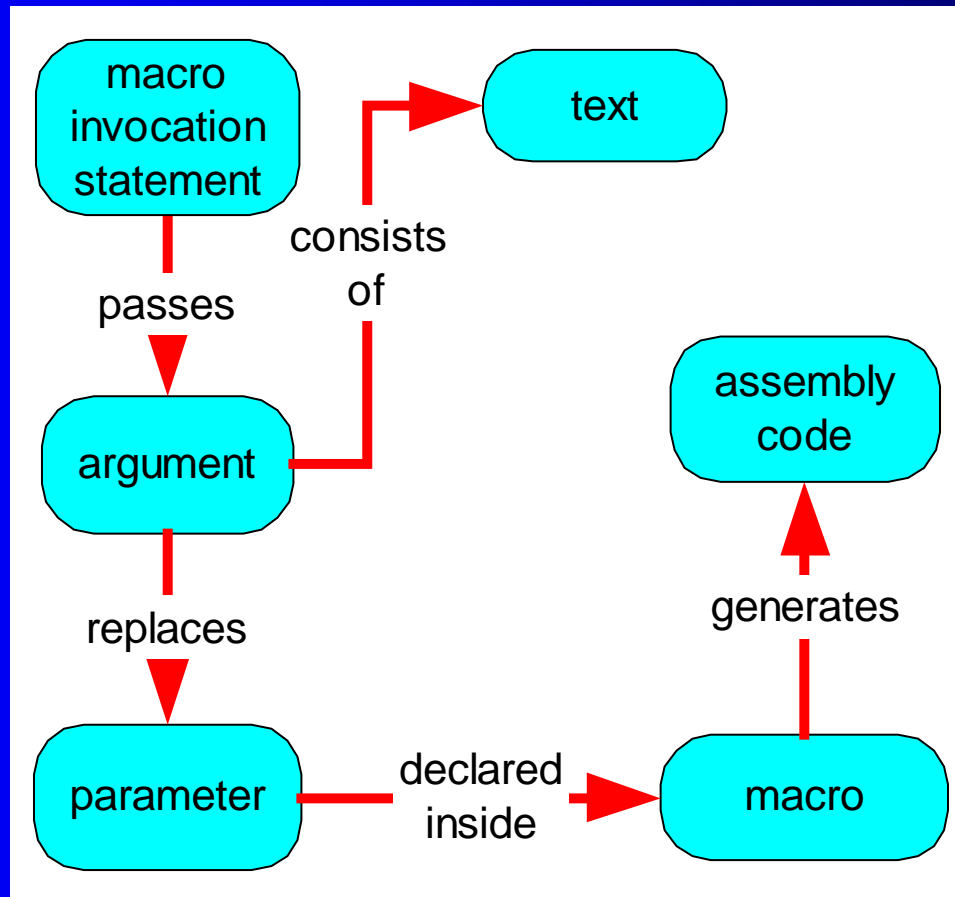 macro
invocation
statement
text
consists
of
passes
argument
assembly
code
replaces
generates
parameter
declared
inside
macro